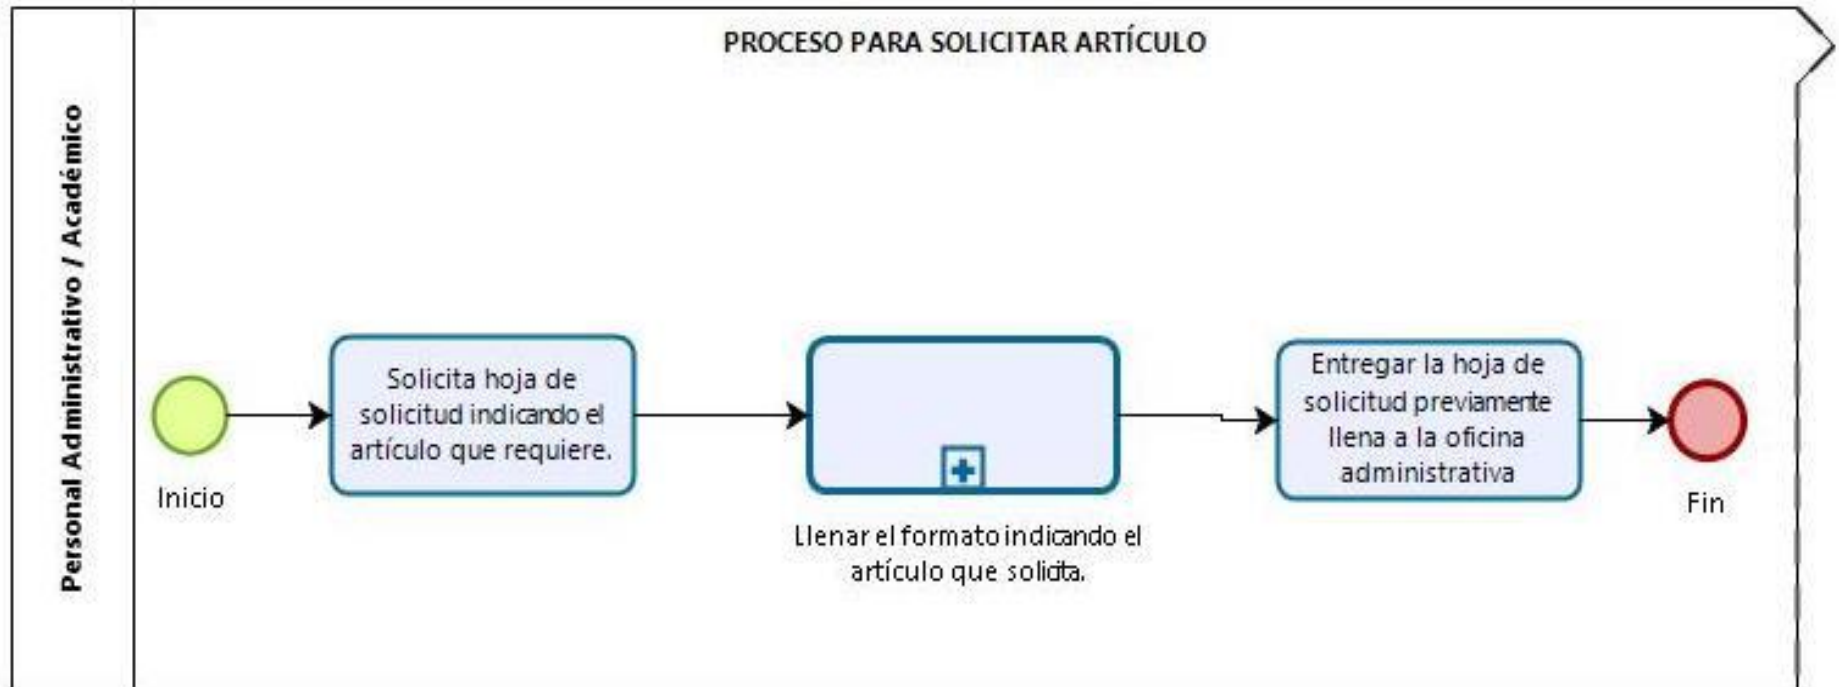 PROCESO PARA SOLICITAR ARTÍCULO
Personal Administrativo / Académico
Inicio
Solicita hoja de
solicitud indicando el
artículo que requiere.
Llenar el formato indicando el
artículo que solicita.
Entregar la hoja de
solicitud previamente
llena a la oficina
administrativa
Fin